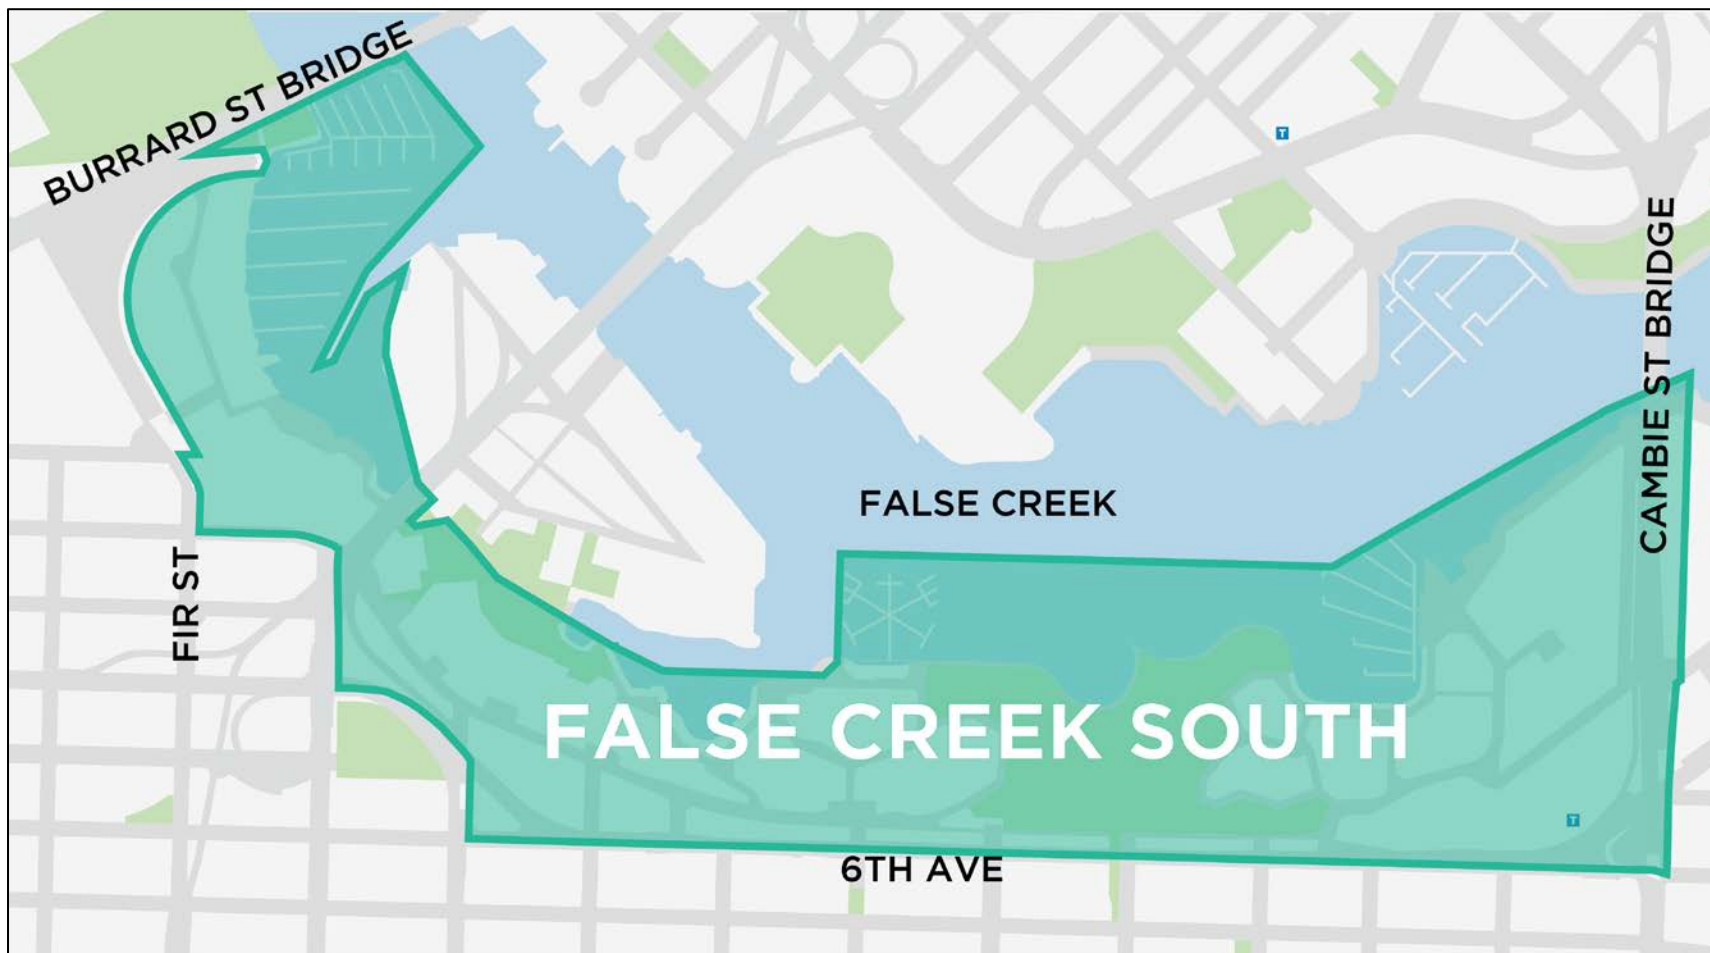 BURRARD ST BRIDGE
T
CAMBIE ST BRIDGE
FALSE CREEK
FIR ST
FALSE CREEK SOUTH
T
6TH AVE